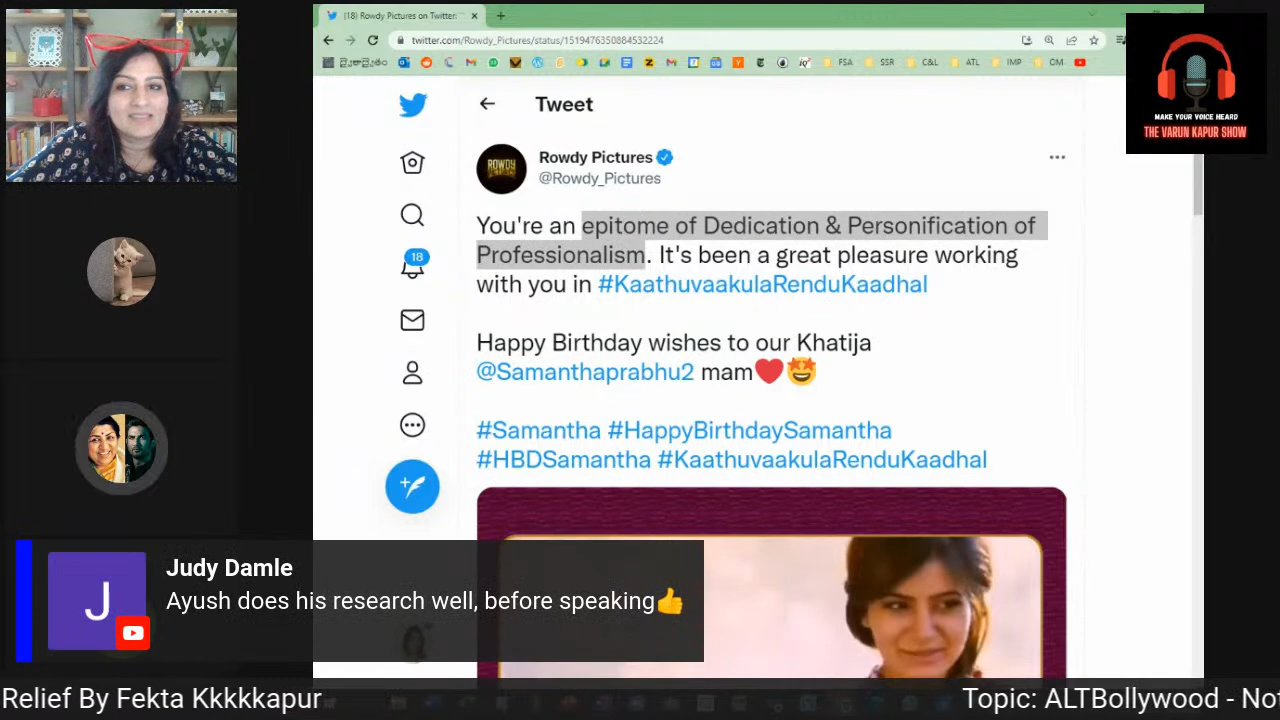 (18) Rowdy Pictures on Twitter: "
twitter.com/Rowdy_Pictures/status/1519476350884532224
FSA
SSR
C&L
ATL
IMP
OM
MAKE YOUR VOICE HEARD
THE VARUN KAPUR SHOW
Tweet
ROWDY
Rowdy Pictures
@Rowdy_Pictures
You're an epitome of Dedication & Personification of
Professionalism. It's been a great pleasure working
with you in #KaathuvaakulaRenduKaadhal
18
Happy Birthday wishes to our Khatija
@Samanthaprabhu2 mam❤️🤩
#Samantha #HappyBirthdaySamantha
#HBDSamantha #KaathuvaakulaRenduKaadhal
J
Judy Damle
Ayush does his research well, before speaking👍
Relief By Fekta Kkkkkapur
Topic: ALTBollywood - No